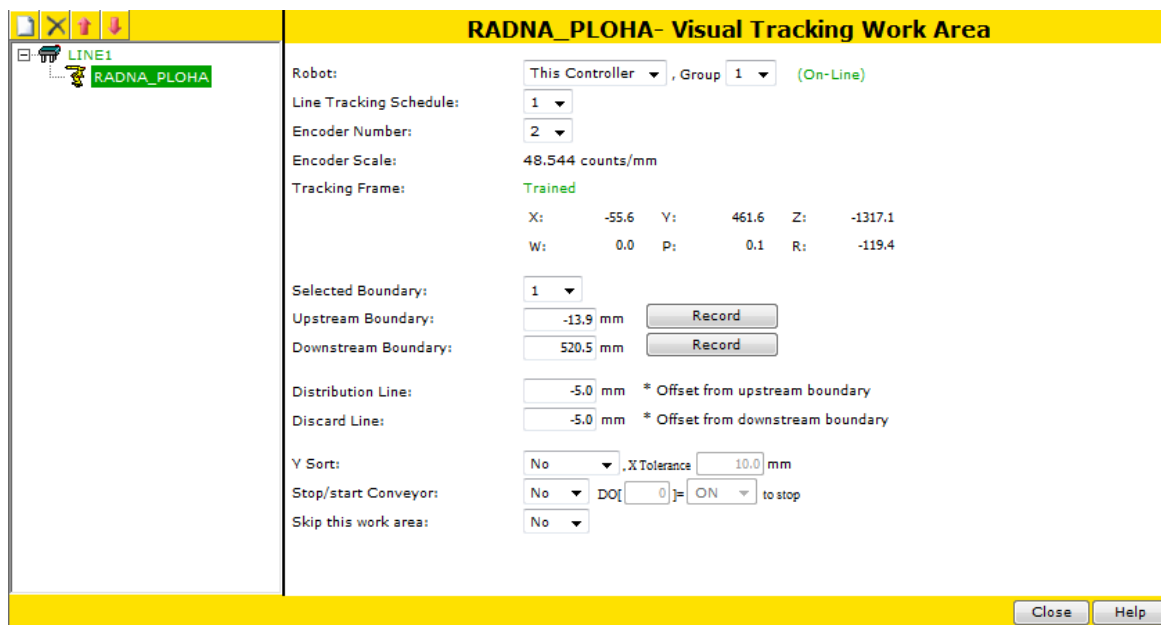 RADNA_PLOHA- Visual Tracking Work Area
LINE1
RADNA_PLOHA
Robot: This Controller , Group 1 (On-Line)
Line Tracking Schedule: 1
Encoder Number: 2
Encoder Scale: 48.544 counts/mm
Tracking Frame: Trained
X: -55.6 Y: 461.6 Z: -1317.1
W: 0.0 P: 0.1 R: -119.4
Selected Boundary: 1
Upstream Boundary: -13.9 mm Record
Downstream Boundary: 520.5 mm Record
Distribution Line: -5.0 mm * Offset from upstream boundary
Discard Line: -5.0 mm * Offset from downstream boundary
Y Sort: No , X Tolerance 10.0 mm
Stop/start Conveyor: No DO[ 0 ]= ON to stop
Skip this work area: No
Close Help